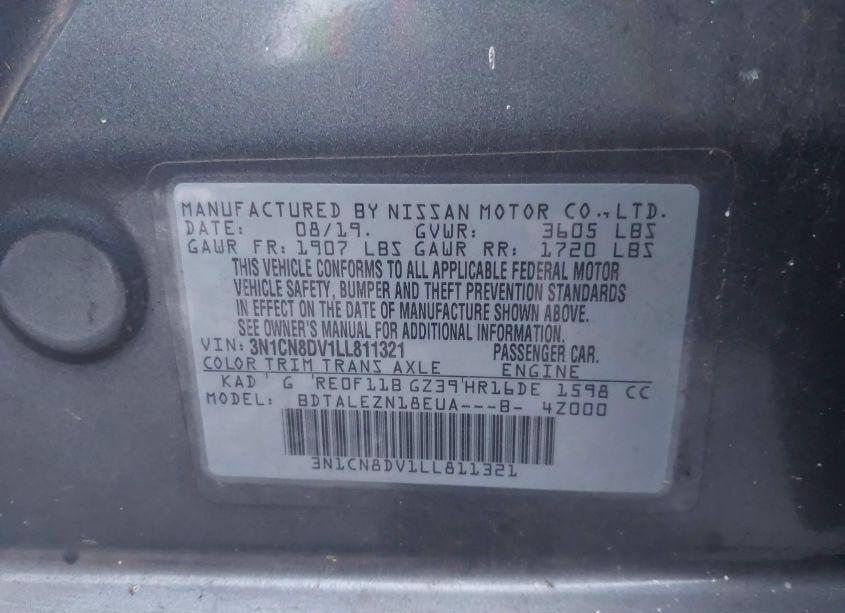 MANUFACTURED BY NISSAN MOTOR CO.,LTD.
DATE: 08/19. GVWR: 3605 LBS
GAWR FR: 1907 LBS GAWR RR: 1720 LBS
THIS VEHICLE CONFORMS TO ALL APPLICABLE FEDERAL MOTOR
VEHICLE SAFETY, BUMPER AND THEFT PREVENTION STANDARDS
IN EFFECT ON THE DATE OF MANUFACTURE SHOWN ABOVE.
SEE OWNER'S MANUAL FOR ADDITIONAL INFORMATION.
VIN: 3N1CN8DV1LL811321 PASSENGER CAR.
COLOR TRIM TRANS AXLE ENGINE
KAD G RE0F11B GZ39 HR16DE 1598 CC
MODEL: BDTALEZN18EUA---B- 4Z000
3N1CN8DV1LL811321